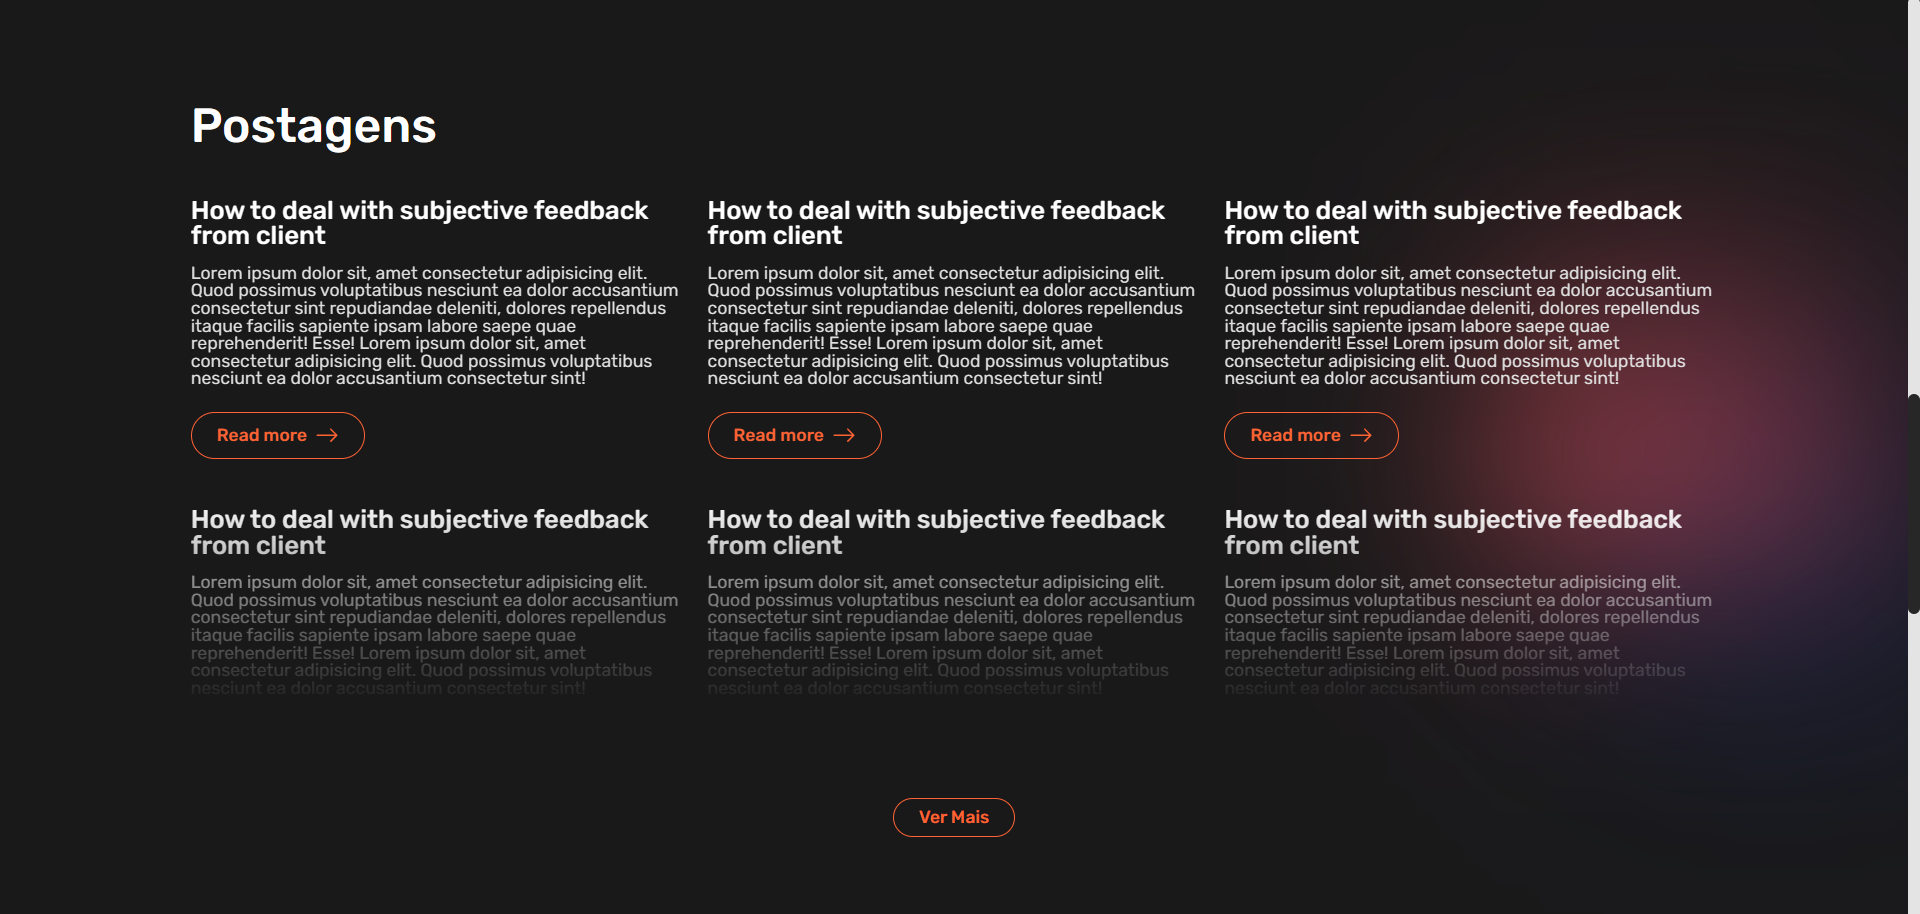 Postagens
How to deal with subjective feedback
from client
Lorem ipsum dolor sit, amet consectetur adipisicing elit.
Quod possimus voluptatibus nesciunt ea dolor accusantium
consectetur sint repudiandae deleniti, dolores repellendus
itaque facilis sapiente ipsam labore saepe quae
reprehenderit! Esse! Lorem ipsum dolor sit, amet
consectetur adipisicing elit. Quod possimus voluptatibus
nesciunt ea dolor accusantium consectetur sint!
Read more
How to deal with subjective feedback
from client
Lorem ipsum dolor sit, amet consectetur adipisicing elit.
Quod possimus voluptatibus nesciunt ea dolor accusantium
consectetur sint repudiandae deleniti, dolores repellendus
itaque facilis sapiente ipsam labore saepe quae
reprehenderit! Esse! Lorem ipsum dolor sit, amet
consectetur adipisicing elit. Quod possimus voluptatibus
nesciunt ea dolor accusantium consectetur sint!
Read more
How to deal with subjective feedback
from client
Lorem ipsum dolor sit, amet consectetur adipisicing elit.
Quod possimus voluptatibus nesciunt ea dolor accusantium
consectetur sint repudiandae deleniti, dolores repellendus
itaque facilis sapiente ipsam labore saepe quae
reprehenderit! Esse! Lorem ipsum dolor sit, amet
consectetur adipisicing elit. Quod possimus voluptatibus
nesciunt ea dolor accusantium consectetur sint!
Read more
How to deal with subjective feedback
from client
Lorem ipsum dolor sit, amet consectetur adipisicing elit.
Quod possimus voluptatibus nesciunt ea dolor accusantium
consectetur sint repudiandae deleniti, dolores repellendus
itaque facilis sapiente ipsam labore saepe quae
reprehenderit! Esse! Lorem ipsum dolor sit, amet
consectetur adipisicing elit. Quod possimus voluptatibus
nesciunt ea dolor accusantium consectetur sint!
How to deal with subjective feedback
from client
Lorem ipsum dolor sit, amet consectetur adipisicing elit.
Quod possimus voluptatibus nesciunt ea dolor accusantium
consectetur sint repudiandae deleniti, dolores repellendus
itaque facilis sapiente ipsam labore saepe quae
reprehenderit! Esse! Lorem ipsum dolor sit, amet
consectetur adipisicing elit. Quod possimus voluptatibus
nesciunt ea dolor accusantium consectetur sint!
How to deal with subjective feedback
from client
Lorem ipsum dolor sit, amet consectetur adipisicing elit.
Quod possimus voluptatibus nesciunt ea dolor accusantium
consectetur sint repudiandae deleniti, dolores repellendus
itaque facilis sapiente ipsam labore saepe quae
reprehenderit! Esse! Lorem ipsum dolor sit, amet
consectetur adipisicing elit. Quod possimus voluptatibus
nesciunt ea dolor accusantium consectetur sint!
Ver Mais